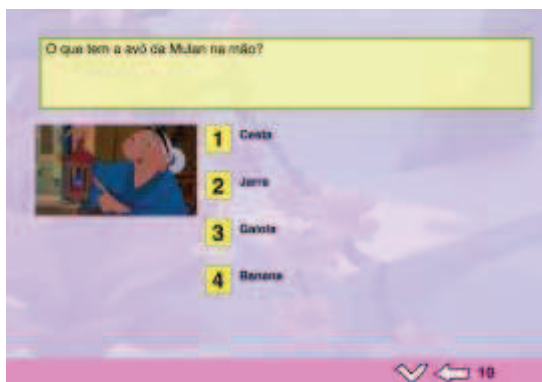 O que tem a avó da Mulan na mão?
1 Cesta
2 Jarra
3 Gaiola
4 Banana
10